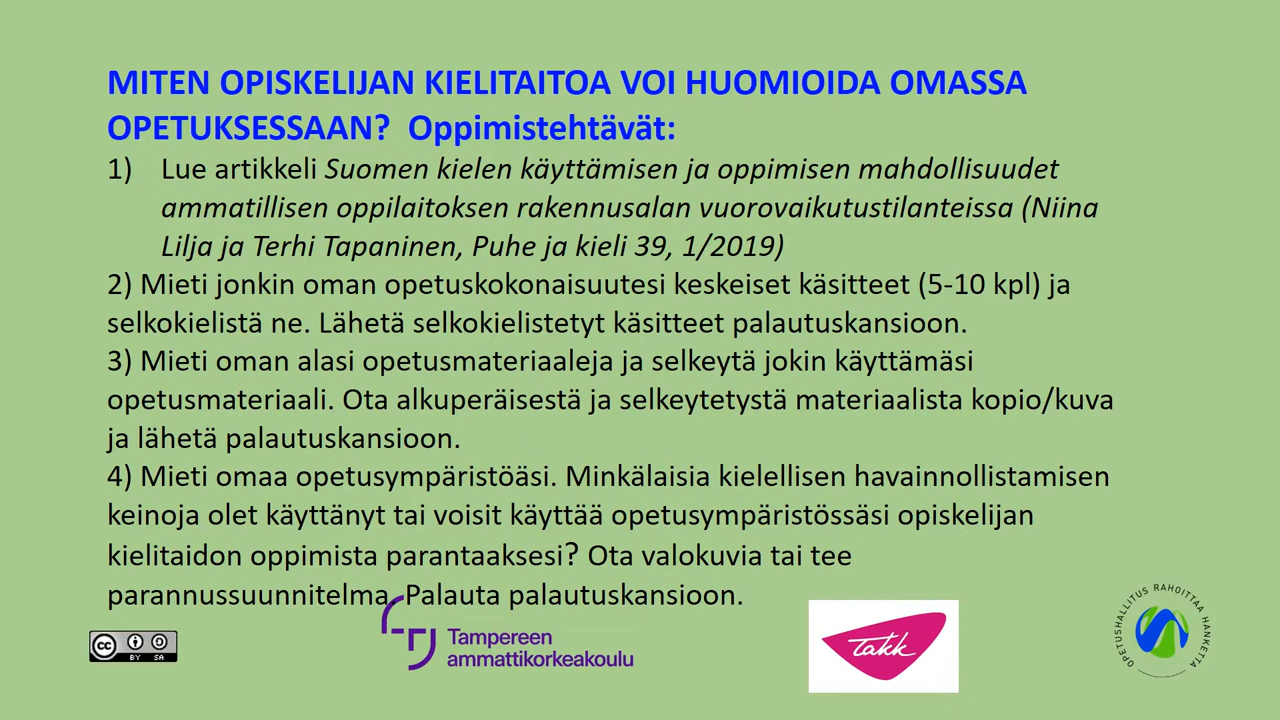 MITEN OPISKELIJAN KIELITAITOA VOI HUOMIOIDA OMASSA
OPETUKSESSAAN? Oppimistehtävät:
1) Lue artikkeli Suomen kielen käyttämisen ja oppimisen mahdollisuudet
ammatillisen oppilaitoksen rakennusalan vuorovaikutustilanteissa (Niina
Lilja ja Terhi Tapaninen, Puhe ja kieli 39, 1/2019)
2) Mieti jonkin oman opetuskokonaisuutesi keskeiset käsitteet (5-10 kpl) ja
selkokielistä ne. Lähetä selkokielistetyt käsitteet palautuskansioon.
3) Mieti oman alasi opetusmateriaaleja ja selkeytä jokin käyttämäsi
opetusmateriaali. Ota alkuperäisestä ja selkeytetystä materiaalista kopio/kuva
ja lähetä palautuskansioon.
4) Mieti omaa opetusympäristöäsi. Minkälaisia kielellisen havainnollistamisen
keinoja olet käyttänyt tai voisit käyttää opetusympäristössäsi opiskelijan
kielitaidon oppimista parantaaksesi? Ota valokuvia tai tee
parannussuunnitelma. Palauta palautuskansioon.
cc BY SA
Tampereen
ammattikorkeakoulu
Takk
OPETUSHALLITUS RAHOITTAA HANKETTA